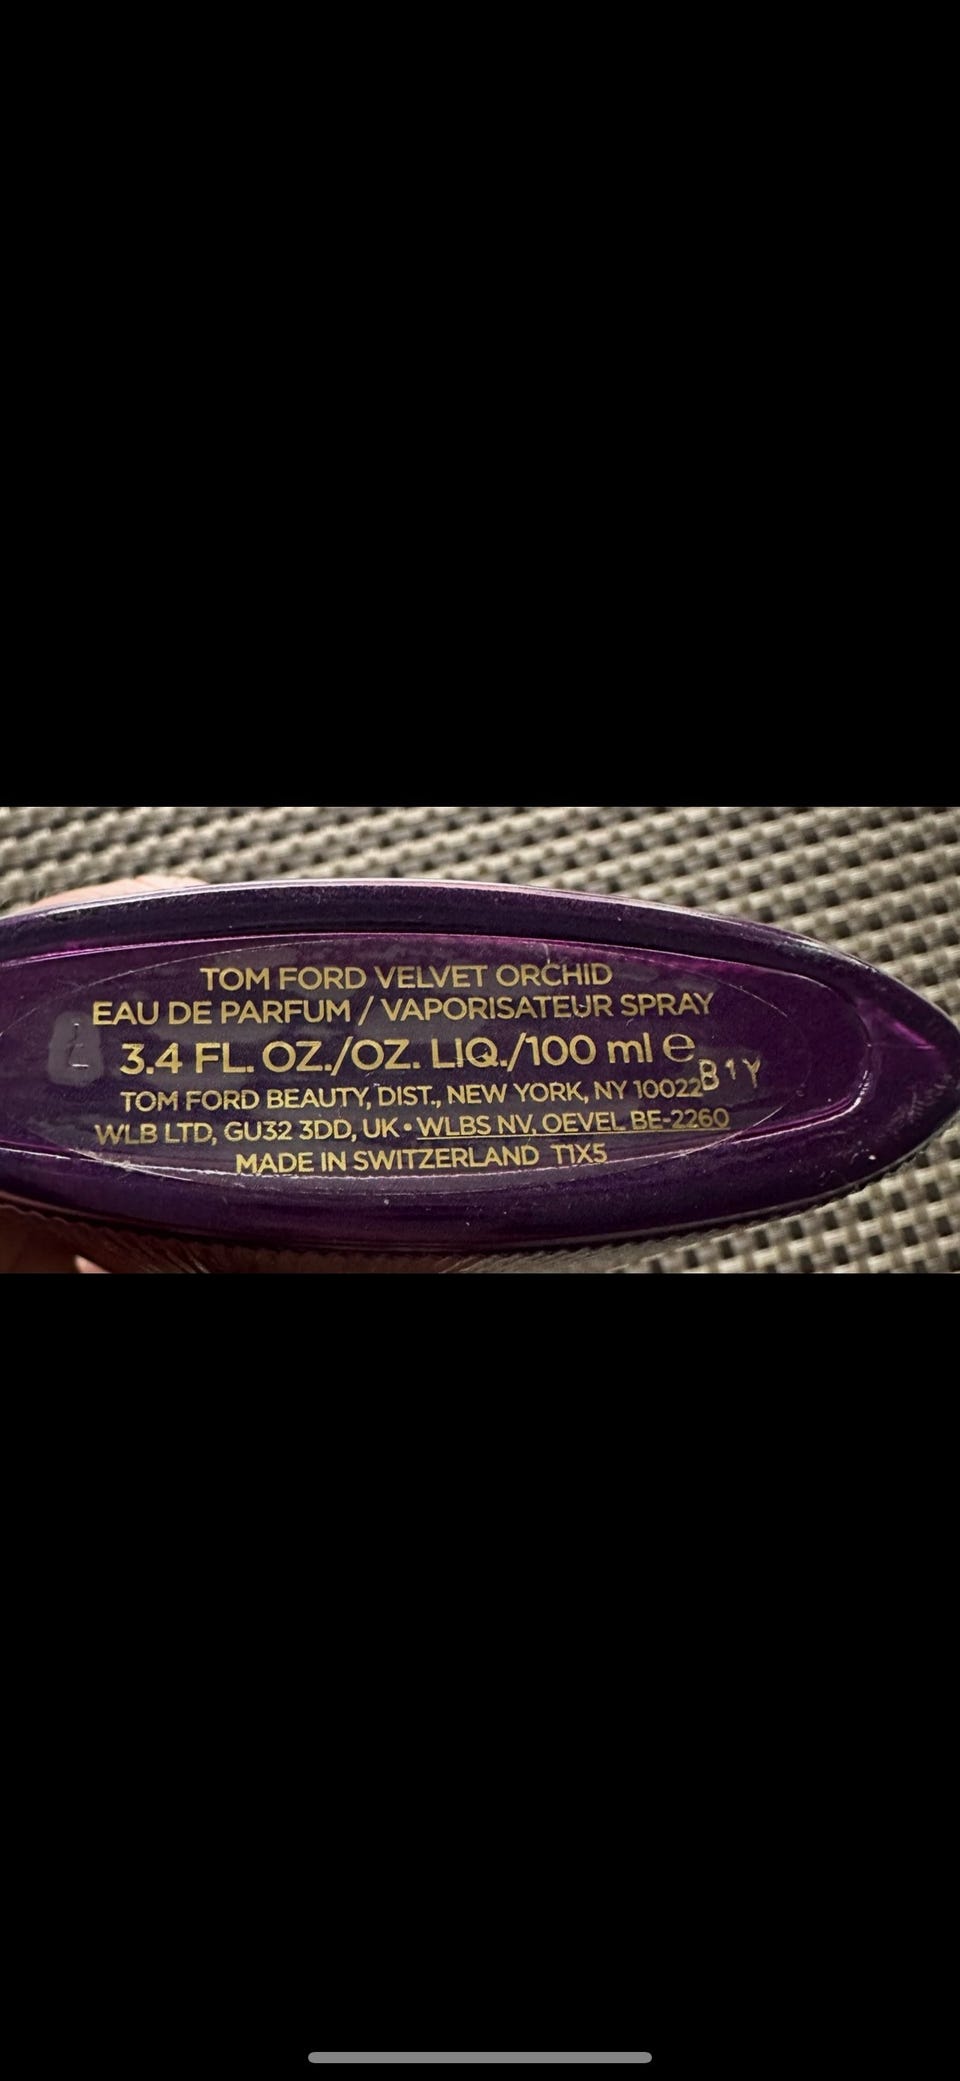 TOM FORD VELVET ORCHID
EAU DE PARFUM / VAPORISATEUR SPRAY
3.4 FL. OZ./OZ. LIQ./100 ml ℮
TOM FORD BEAUTY, DIST., NEW YORK, NY 10022
B1Y
WLB LTD, GU32 3DD, UK • WLBS NV, OEVEL BE-2260
MADE IN SWITZERLAND T1X5